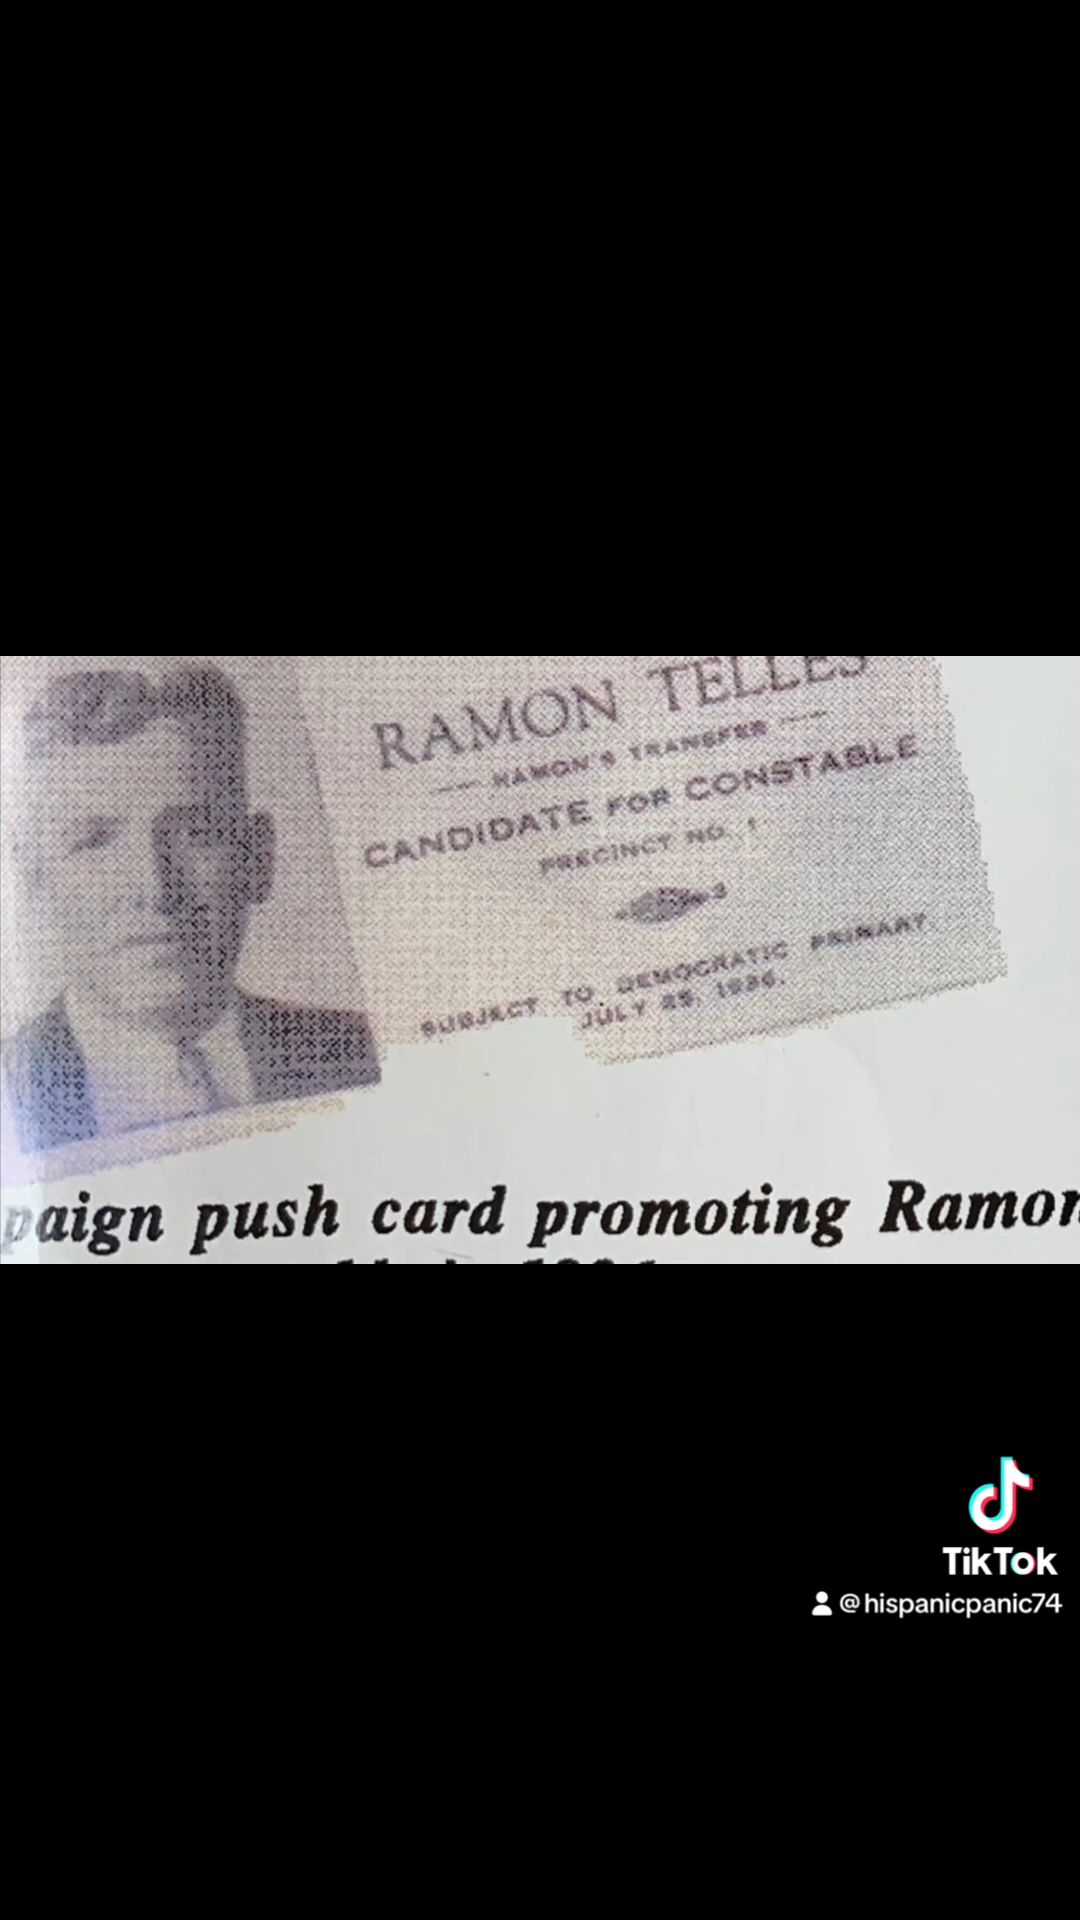 RAMON TELLES
RAMON'S TRANSFER
CANDIDATE FOR CONSTABLE
PRECINCT NO. 1
SUBJECT TO DEMOCRATIC PRIMARY,
JULY 25, 1936.
paign push card promoting Ramon
TikTok
@hispanicpanic74